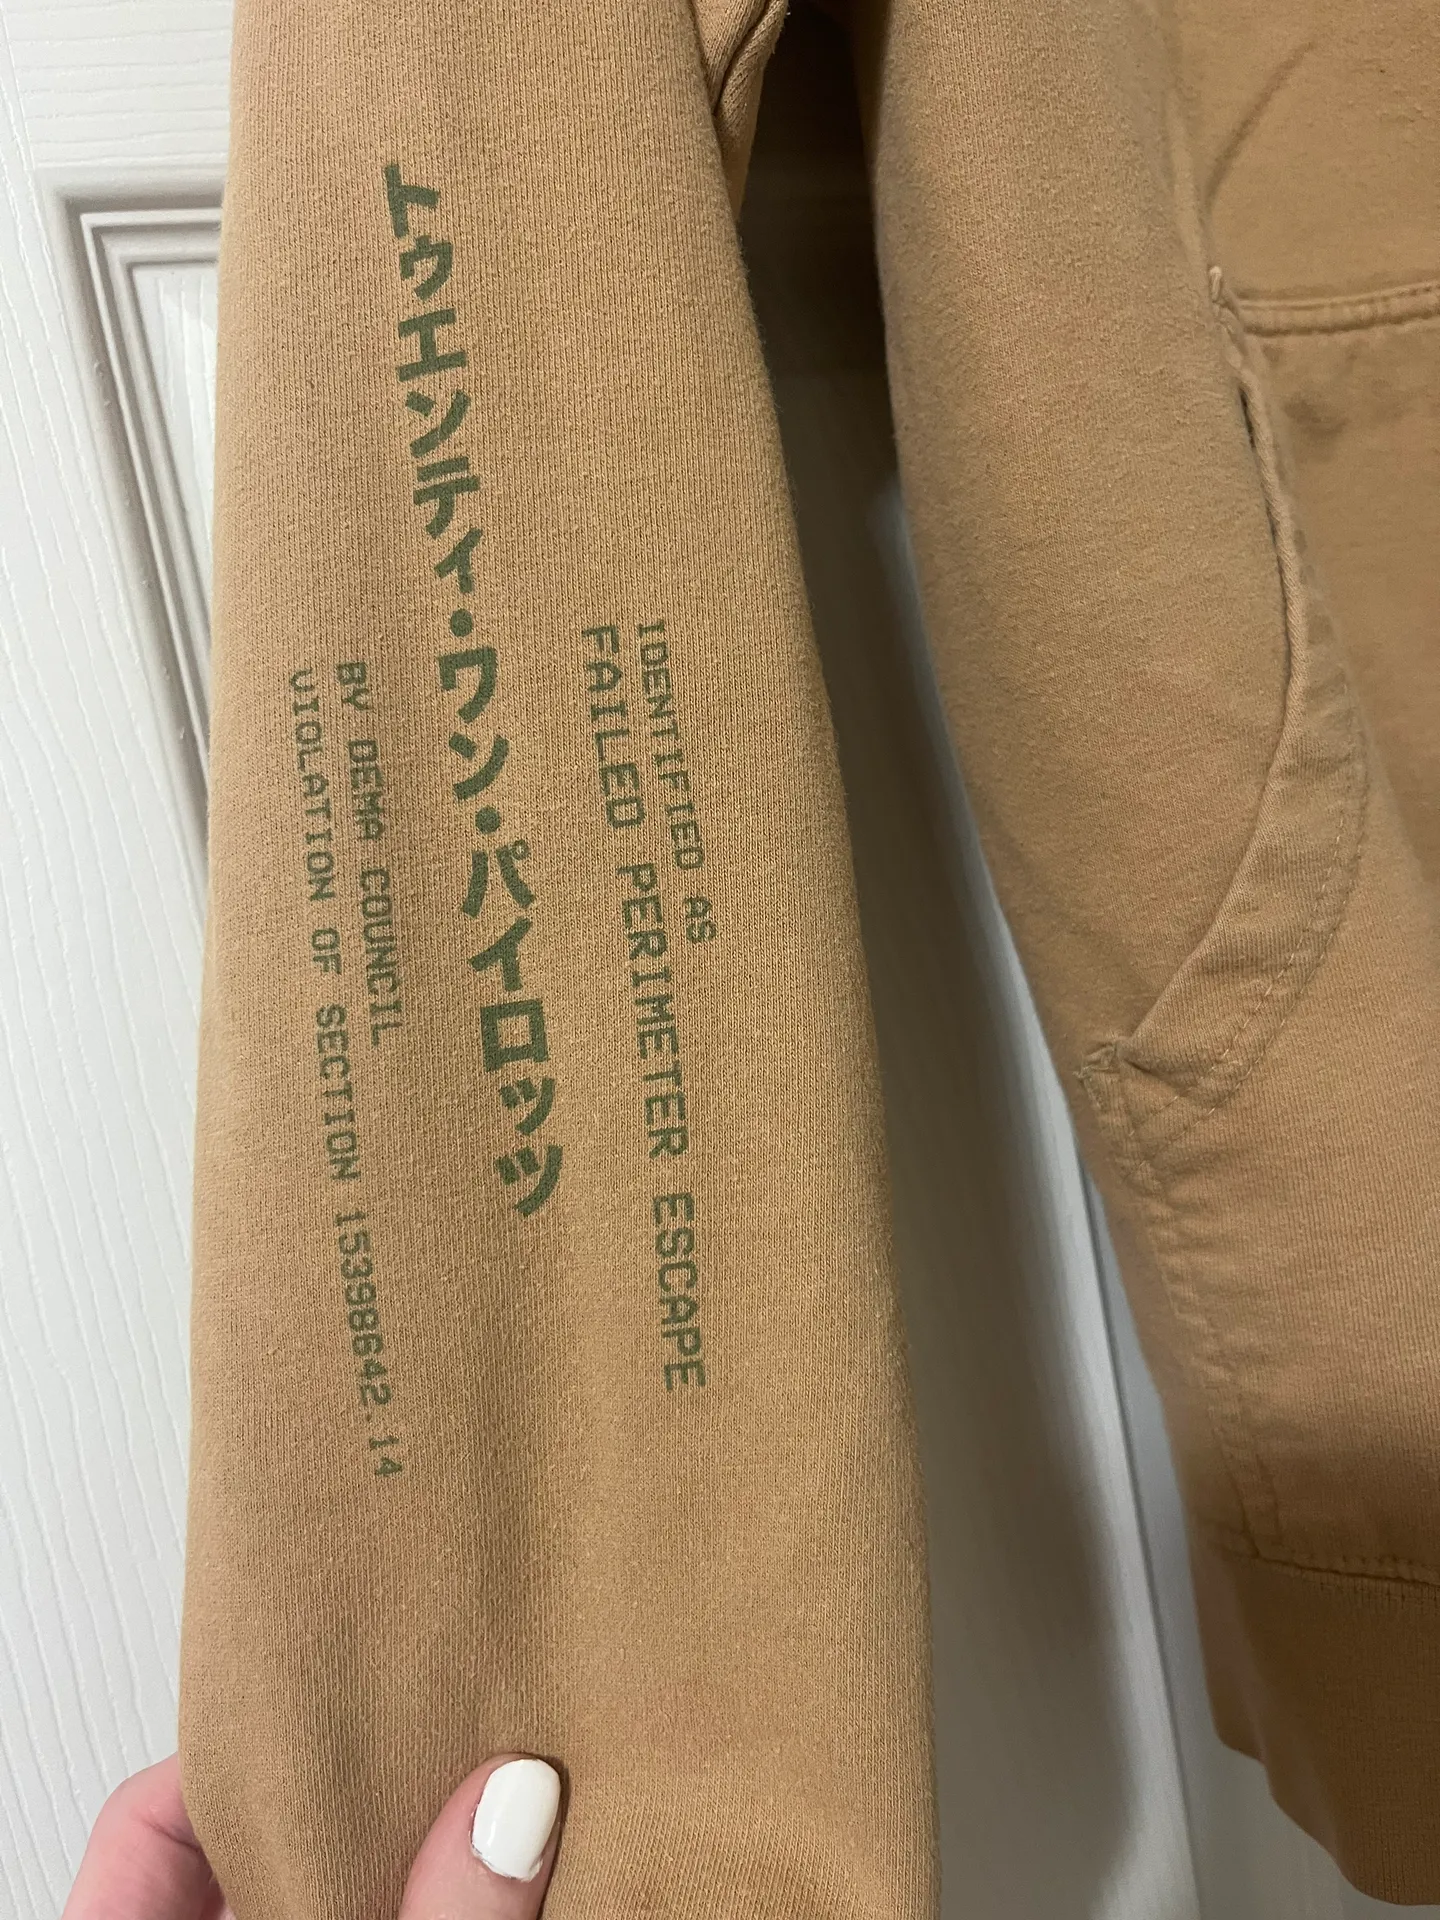 IDENTIFIED AS
FAILED PERIMETER ESCAPE
トゥエンティ・ワン・パイロッツ
BY DEMA COUNCIL
VIOLATION OF SECTION 15398642.14